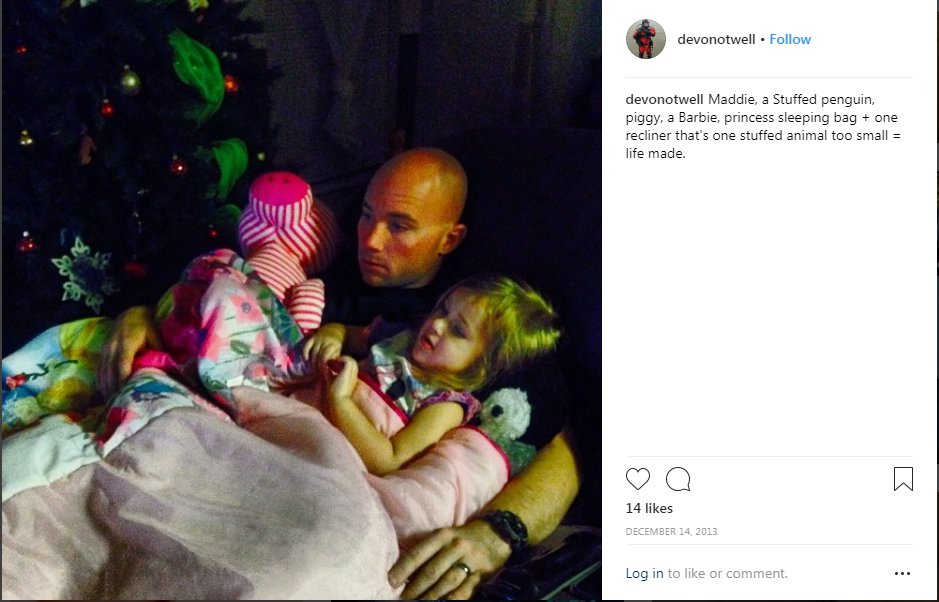 devonotwell • Follow
devonotwell Maddie, a Stuffed penguin,
piggy, a Barbie, princess sleeping bag + one
recliner that's one stuffed animal too small =
life made.
14 likes
DECEMBER 14, 2013
Log in to like or comment.